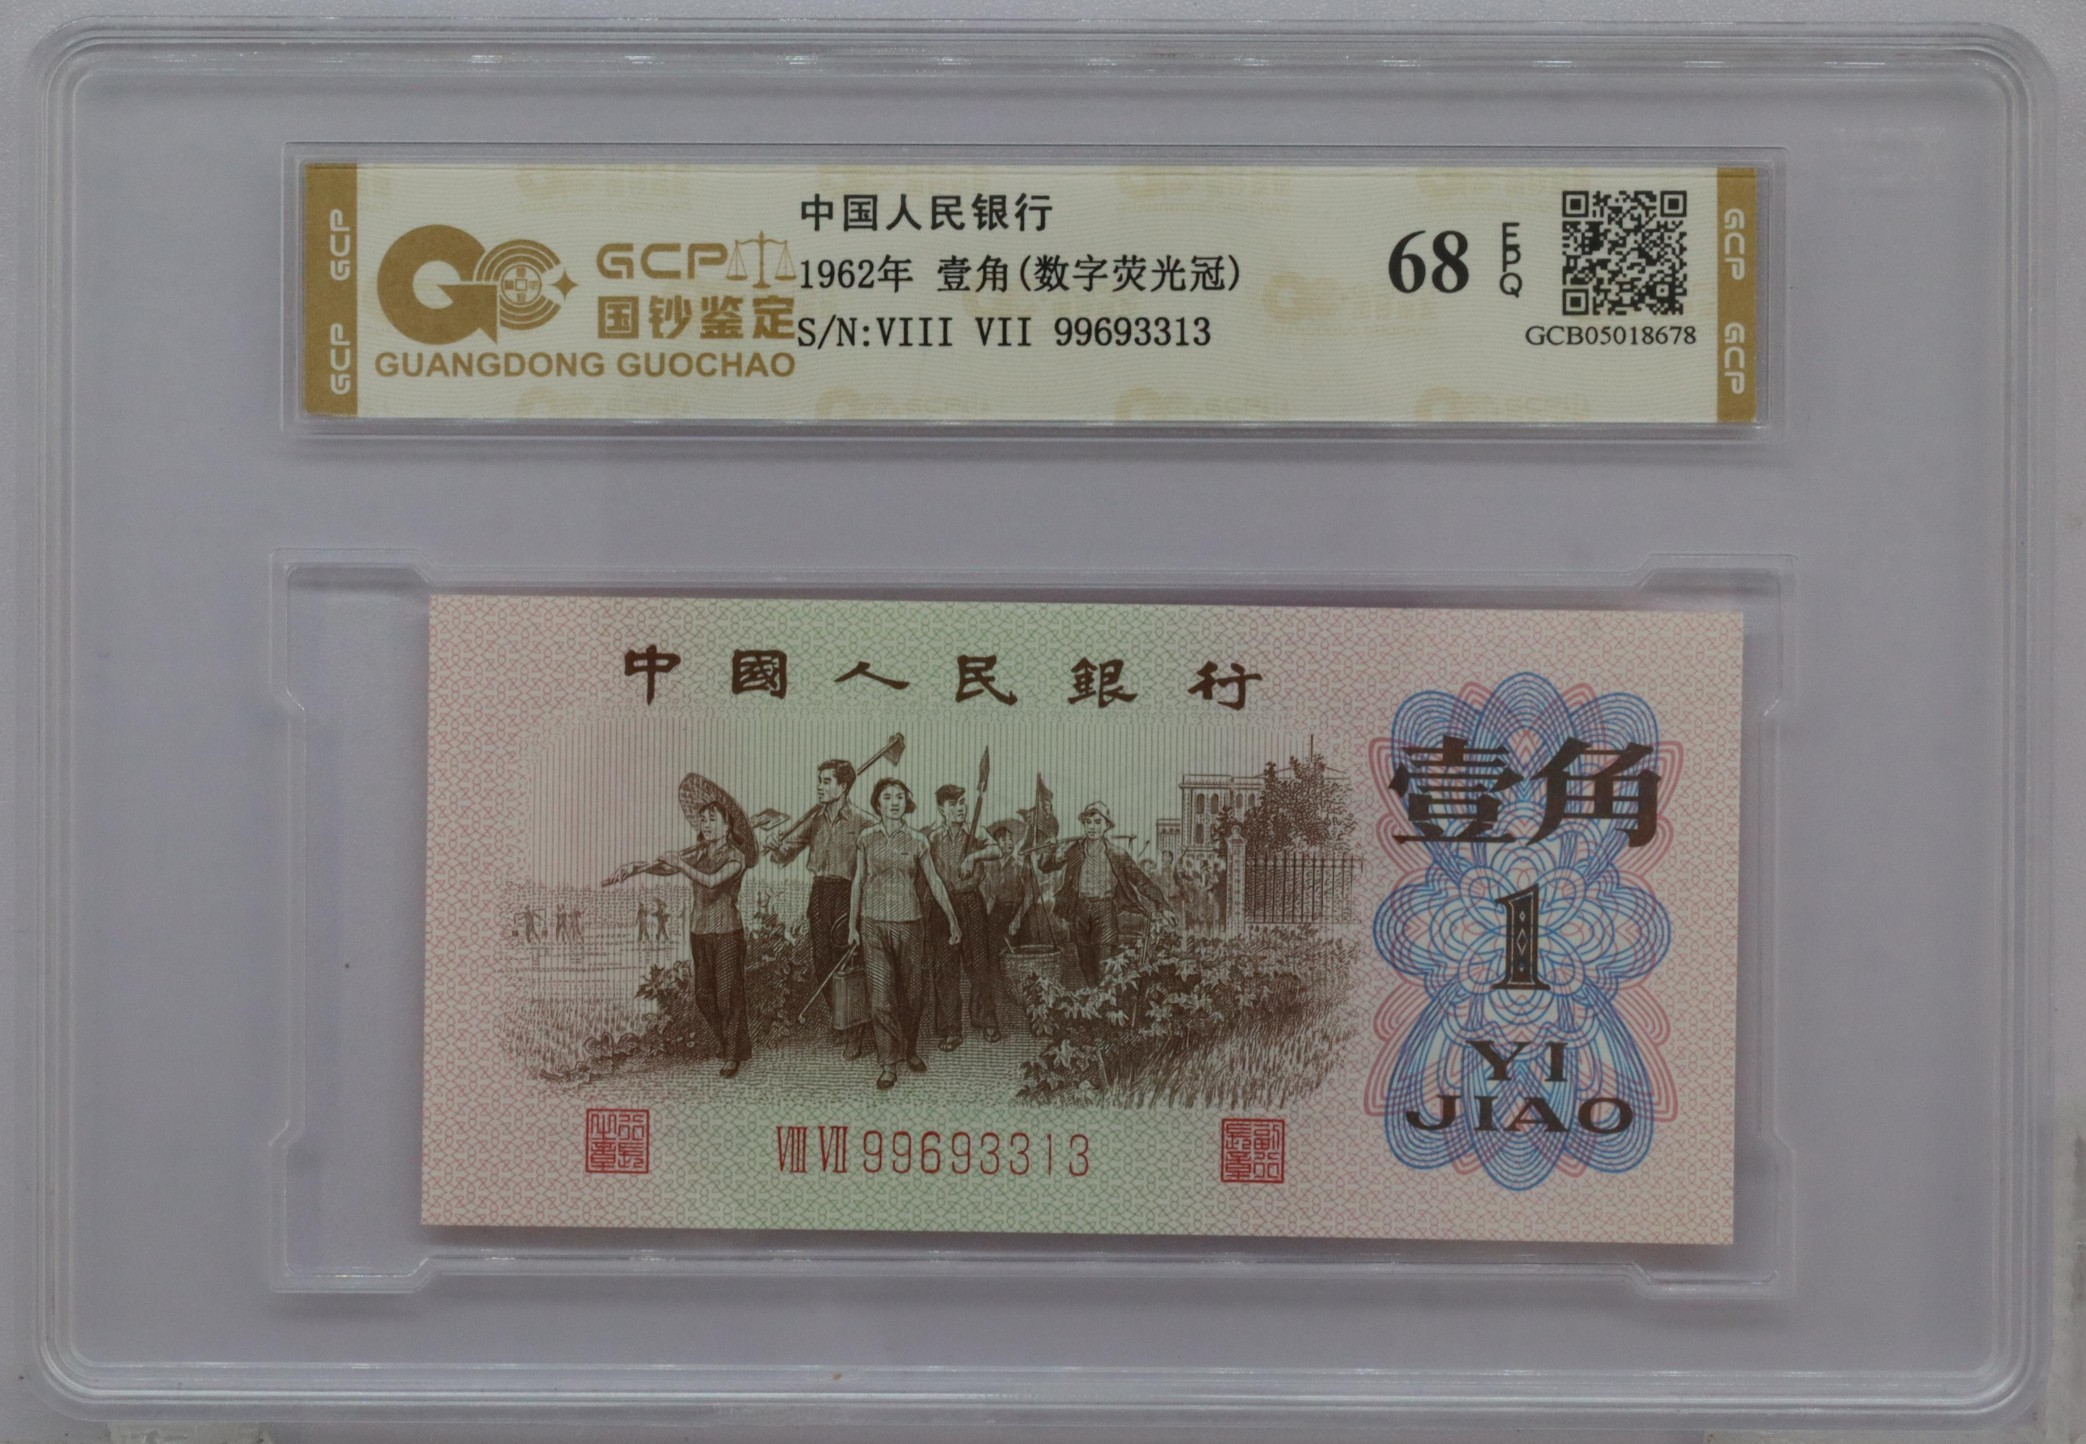 中国人民银行
GCP
1962年 壹角(数字荧光冠)
68 EPQ
国钞鉴定
S/N:VIII VII 99693313
GCB05018678
GUANGDONG GUOCHAO
GCP
GCP
GCP
GCP
中國人民銀行
壹角
1
YI
JIAO
VIII VII 99693313